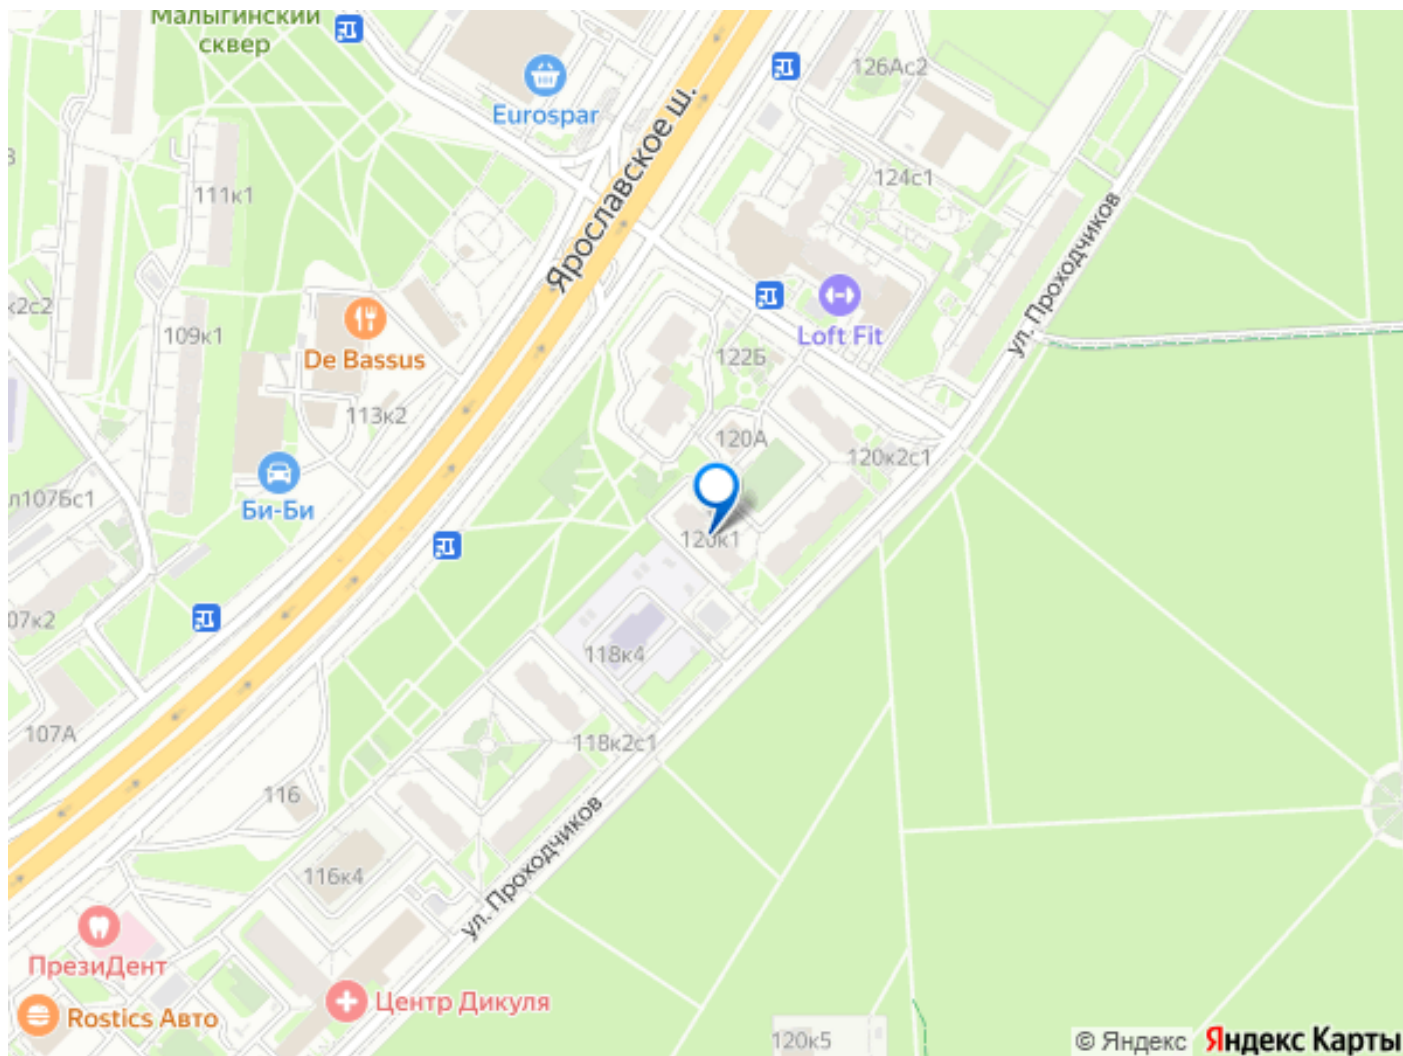 Малыгинский
сквер
Eurospar
Ярославское ш.
126Ас2
124с1
111к1
к2с2
109к1
De Bassus
113к2
Loft Fit
ул. Проходчиков
122Б
120А
120к2с1
л107Бс1
Би-Би
120к1
07к2
118к4
107А
118к2с1
116
116к4
ул. Проходчиков
ПрезиДент
Rostics Авто
Центр Дикуля
120к5
© Яндекс Яндекс Карты